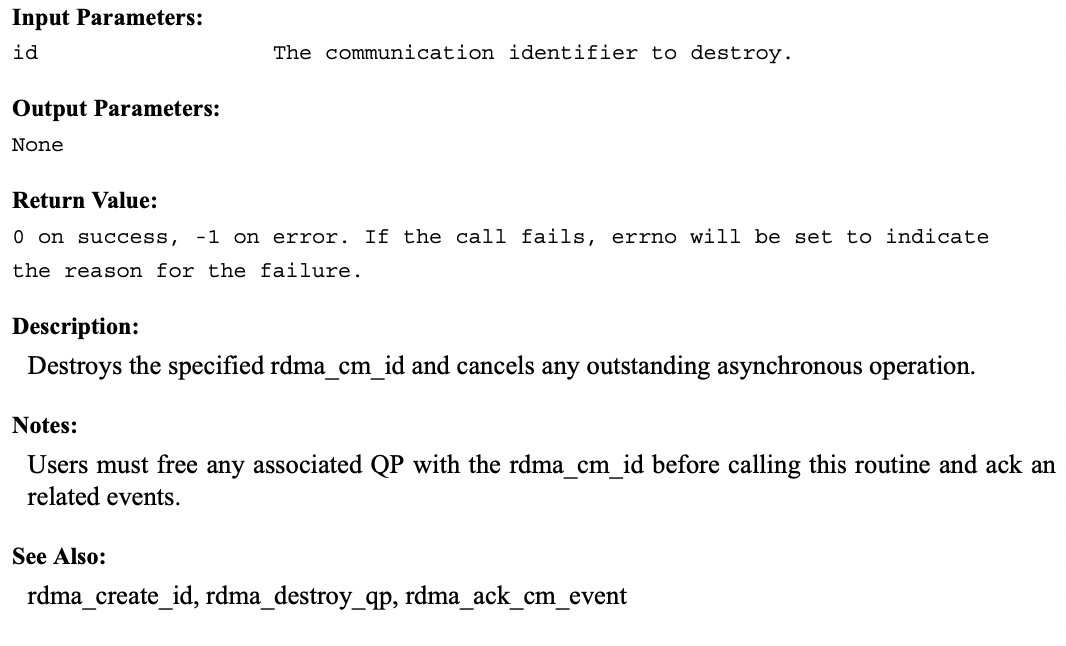 Input Parameters:
id The communication identifier to destroy.
Output Parameters:
None
Return Value:
0 on success, -1 on error. If the call fails, errno will be set to indicate
the reason for the failure.
Description:
Destroys the specified rdma_cm_id and cancels any outstanding asynchronous operation.
Notes:
Users must free any associated QP with the rdma_cm_id before calling this routine and ack an
related events.
See Also:
rdma_create_id, rdma_destroy_qp, rdma_ack_cm_event